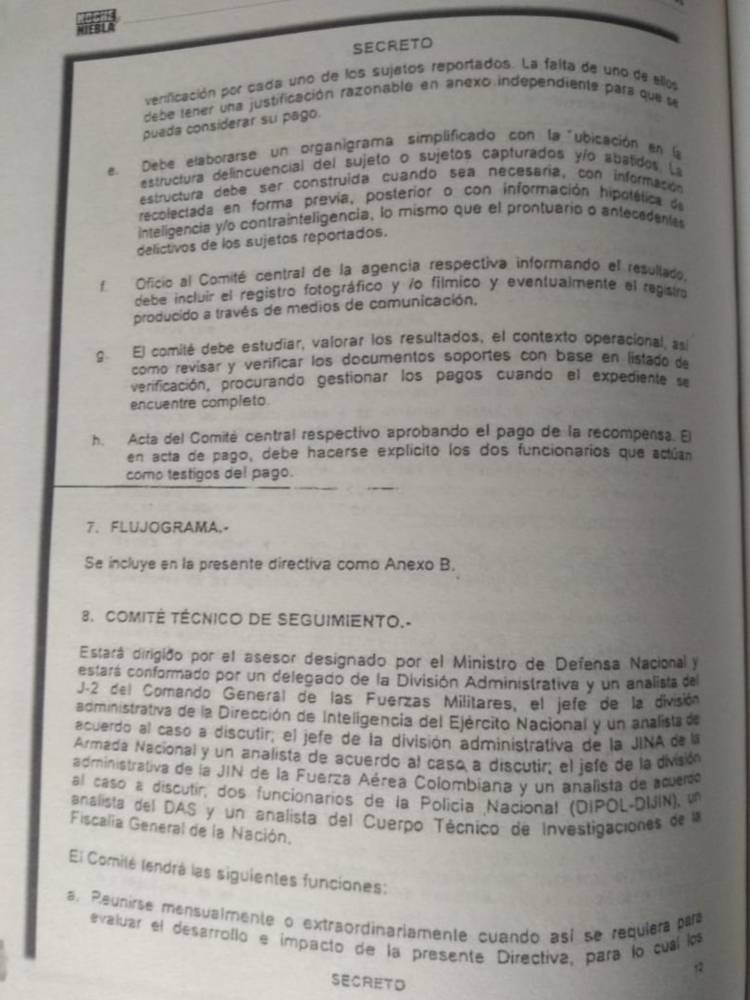 NOCHE
NIEBLA
SECRETO
verificación por cada uno de los sujetos reportados. La falta de uno de ellos
debe tener una justificación razonable en anexo independiente para que se
pueda considerar su pago.
e. Debe elaborarse un organigrama simplificado con la ubicación en la
estructura delincuencial del sujeto o sujetos capturados y/o abatidos. La
estructura debe ser construida cuando sea necesaria, con información
recolectada en forma previa, posterior o con información hipotética de
inteligencia y/o contrainteligencia, lo mismo que el prontuario o antecedentes
delictivos de los sujetos reportados.
f. Oficio al Comité central de la agencia respectiva informando el resultado,
debe incluir el registro fotográfico y /o fílmico y eventualmente el registro
producido a través de medios de comunicación.
g. El comité debe estudiar, valorar los resultados, el contexto operacional, así
como revisar y verificar los documentos soportes con base en listado de
verificación, procurando gestionar los pagos cuando el expediente se
encuentre completo.
h. Acta del Comité central respectivo aprobando el pago de la recompensa. El
en acta de pago, debe hacerse explicito los dos funcionarios que actúan
como testigos del pago.
7. FLUJOGRAMA.-
Se incluye en la presente directiva como Anexo B.
8. COMITÉ TÉCNICO DE SEGUIMIENTO.-
Estará dirigido por el asesor designado por el Ministro de Defensa Nacional y
estará conformado por un delegado de la División Administrativa y un analista del
J-2 del Comando General de las Fuerzas Militares, el jefe de la división
administrativa de la Dirección de Inteligencia del Ejército Nacional y un analista de
acuerdo al caso a discutir; el jefe de la división administrativa de la JINA de la
Armada Nacional y un analista de acuerdo al caso a discutir; el jefe de la división
administrativa de la JIN de la Fuerza Aérea Colombiana y un analista de acuerdo
al caso a discutir; dos funcionarios de la Policía Nacional (DIPOL-DIJIN), un
analista del DAS y un analista del Cuerpo Técnico de Investigaciones de la
Fiscalía General de la Nación.
El Comité tendrá las siguientes funciones:
a. Reunirse mensualmente o extraordinariamente cuando así se requiera para
evaluar el desarrollo e impacto de la presente Directiva, para lo cual los
12
SECRETO